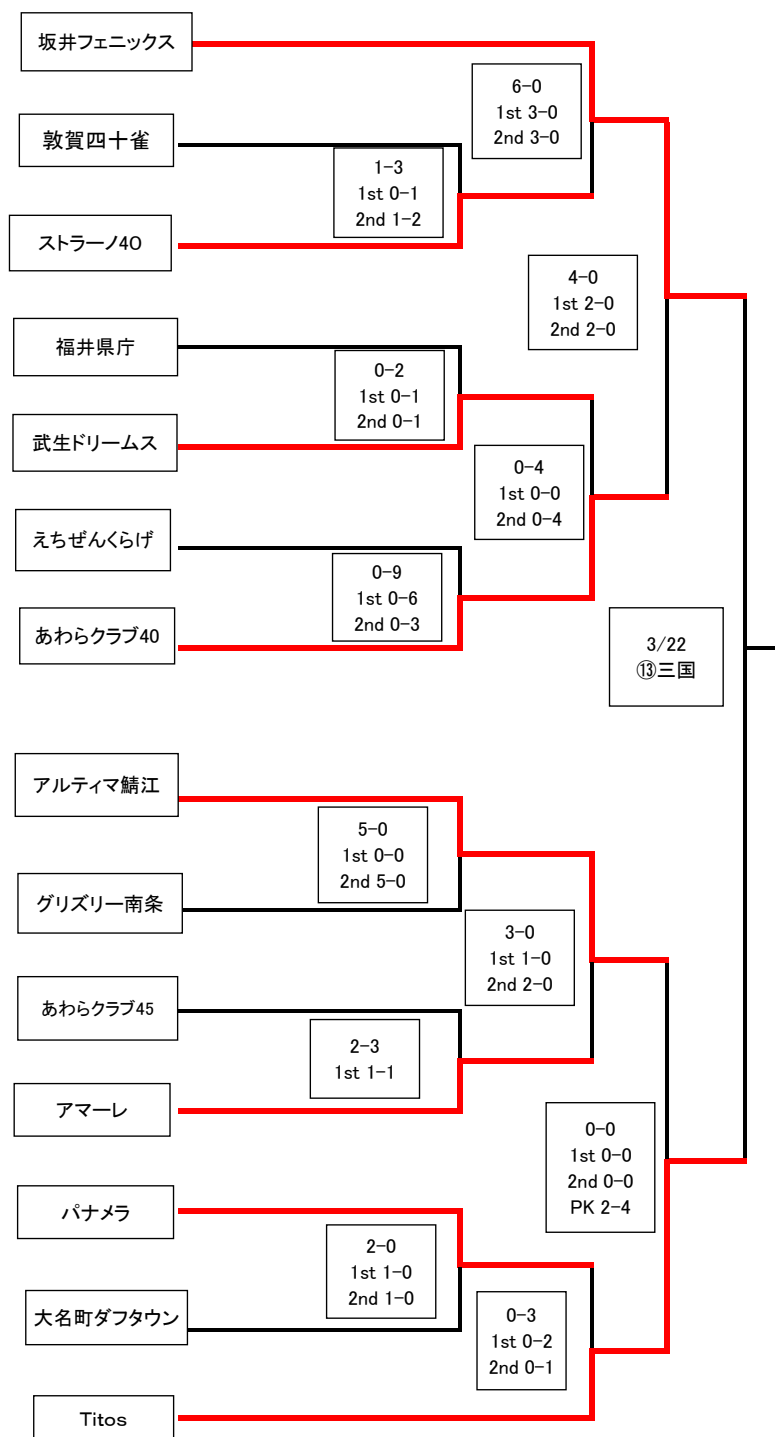 坂井フェニックス
6-0
1st 3-0
2nd 3-0
敦賀四十雀
1-3
1st 0-1
2nd 1-2
ストラーノ40
4-0
1st 2-0
2nd 2-0
福井県庁
0-2
1st 0-1
2nd 0-1
武生ドリームス
0-4
1st 0-0
2nd 0-4
えちぜんくらげ
0-9
1st 0-6
2nd 0-3
あわらクラブ40
3/22
⑬三国
アルティマ鯖江
5-0
1st 0-0
2nd 5-0
グリズリー南条
3-0
1st 1-0
2nd 2-0
あわらクラブ45
2-3
1st 1-1
アマーレ
0-0
1st 0-0
2nd 0-0
PK 2-4
パナメラ
2-0
1st 1-0
2nd 1-0
大名町ダフタウン
0-3
1st 0-2
2nd 0-1
Titos